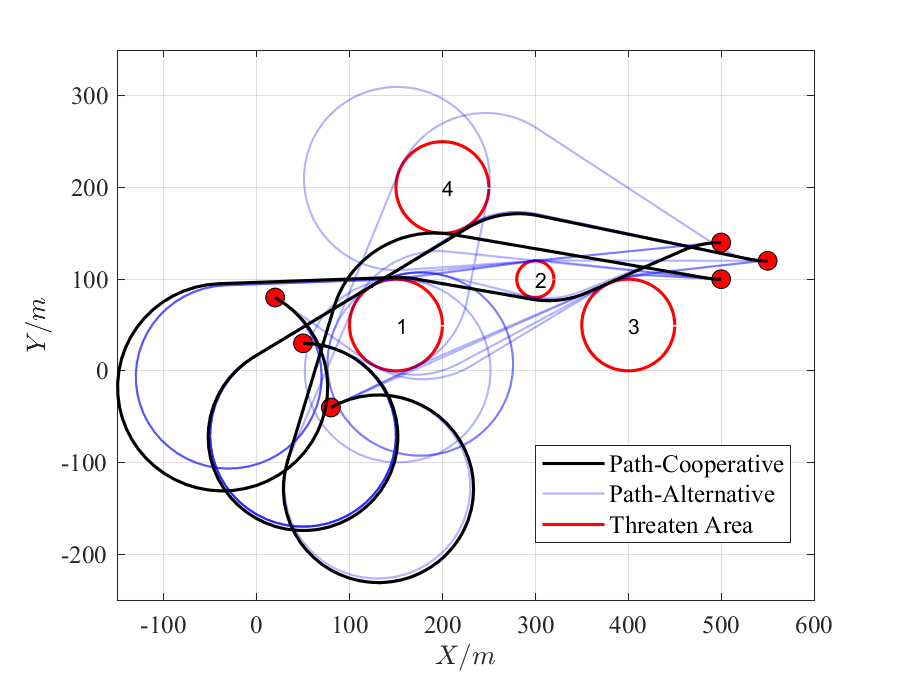 300
200
100
0
-100
-200
Y/m
4
2
1
3
Path-Cooperative
Path-Alternative
Threaten Area
-100 0 100 200 300 400 500 600
X/m